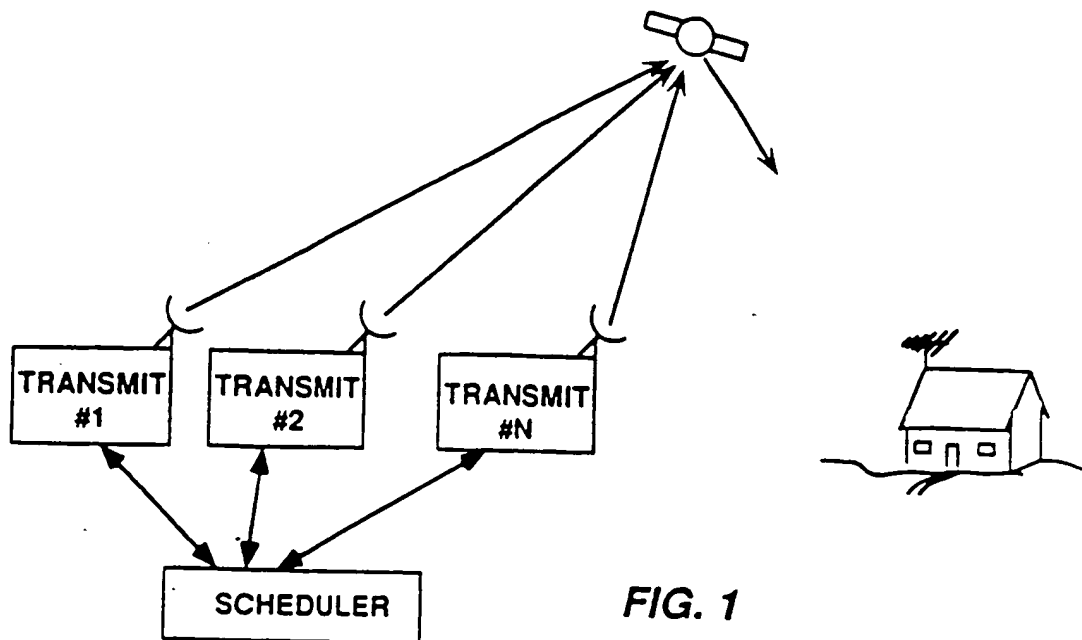 TRANSMIT
#1
TRANSMIT
#2
TRANSMIT
#N
SCHEDULER
FIG. 1